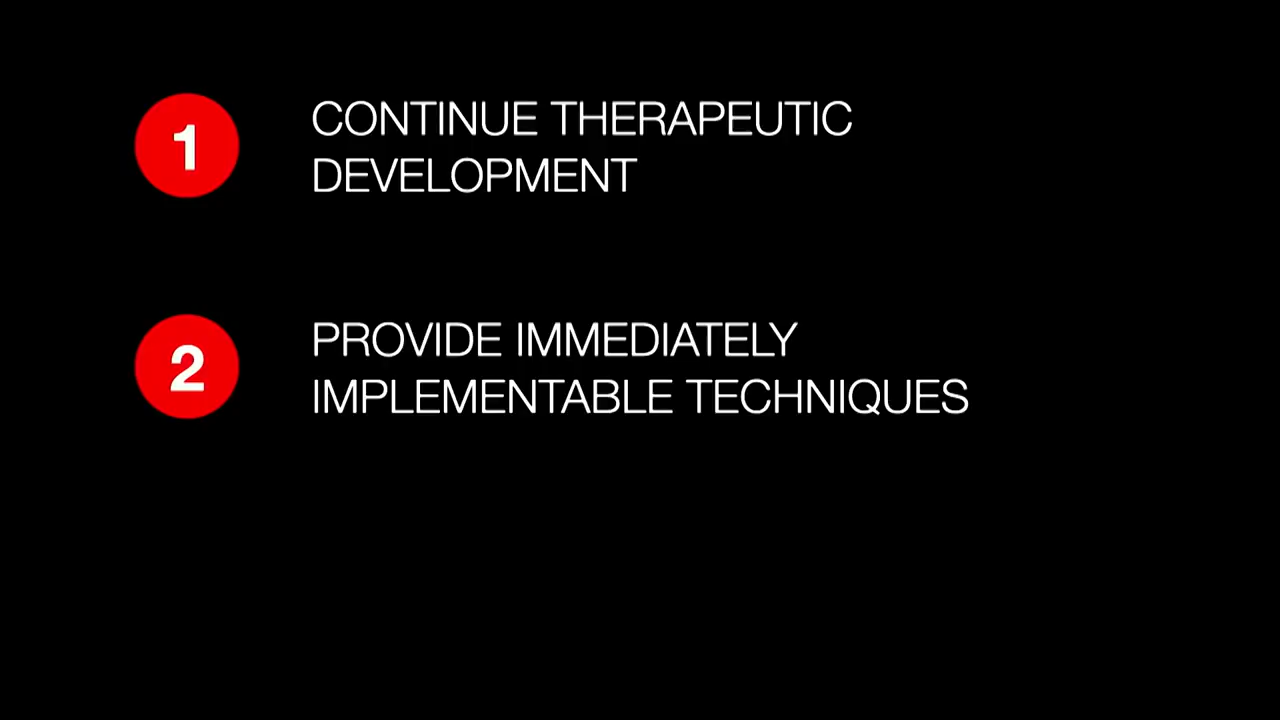 1
CONTINUE THERAPEUTIC
DEVELOPMENT
2
PROVIDE IMMEDIATELY
IMPLEMENTABLE TECHNIQUES